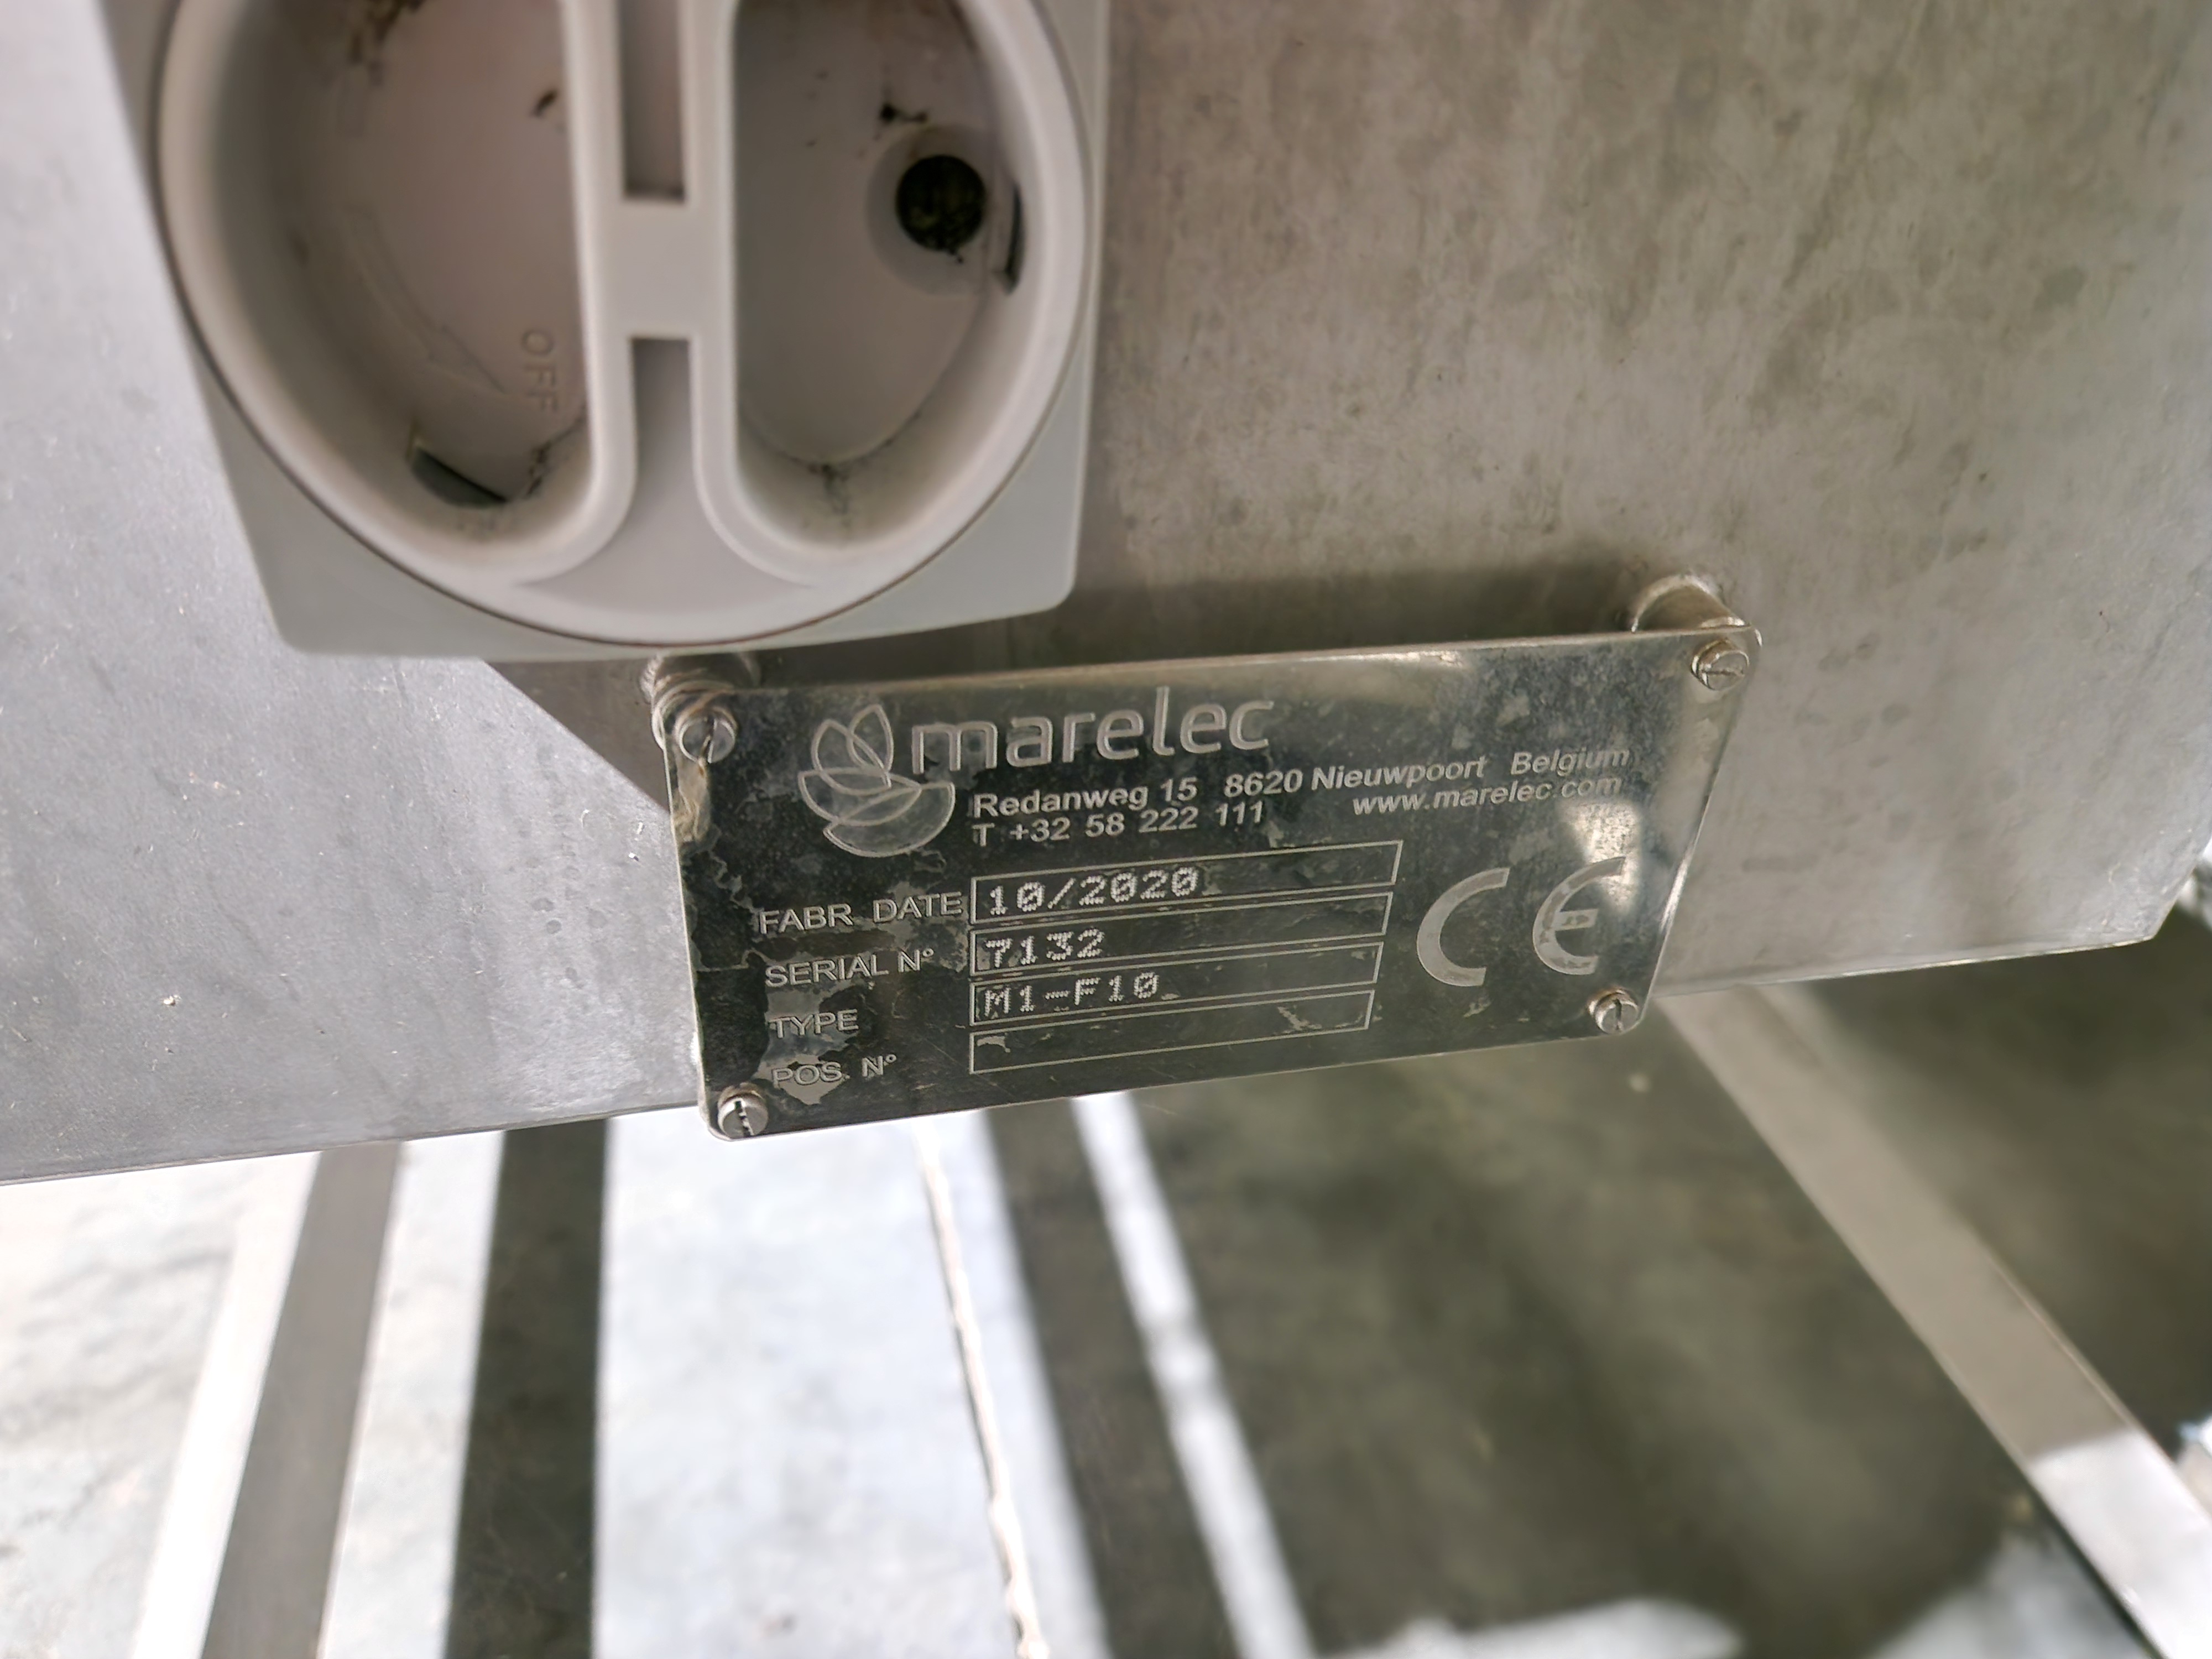 OFF
marelec
Redanweg 15 8620 Nieuwpoort Belgium
T +32 58 222 111 www.marelec.com
FABR DATE 10/2020
SERIAL N° 7132
TYPE M1-F10
POS N°
CE